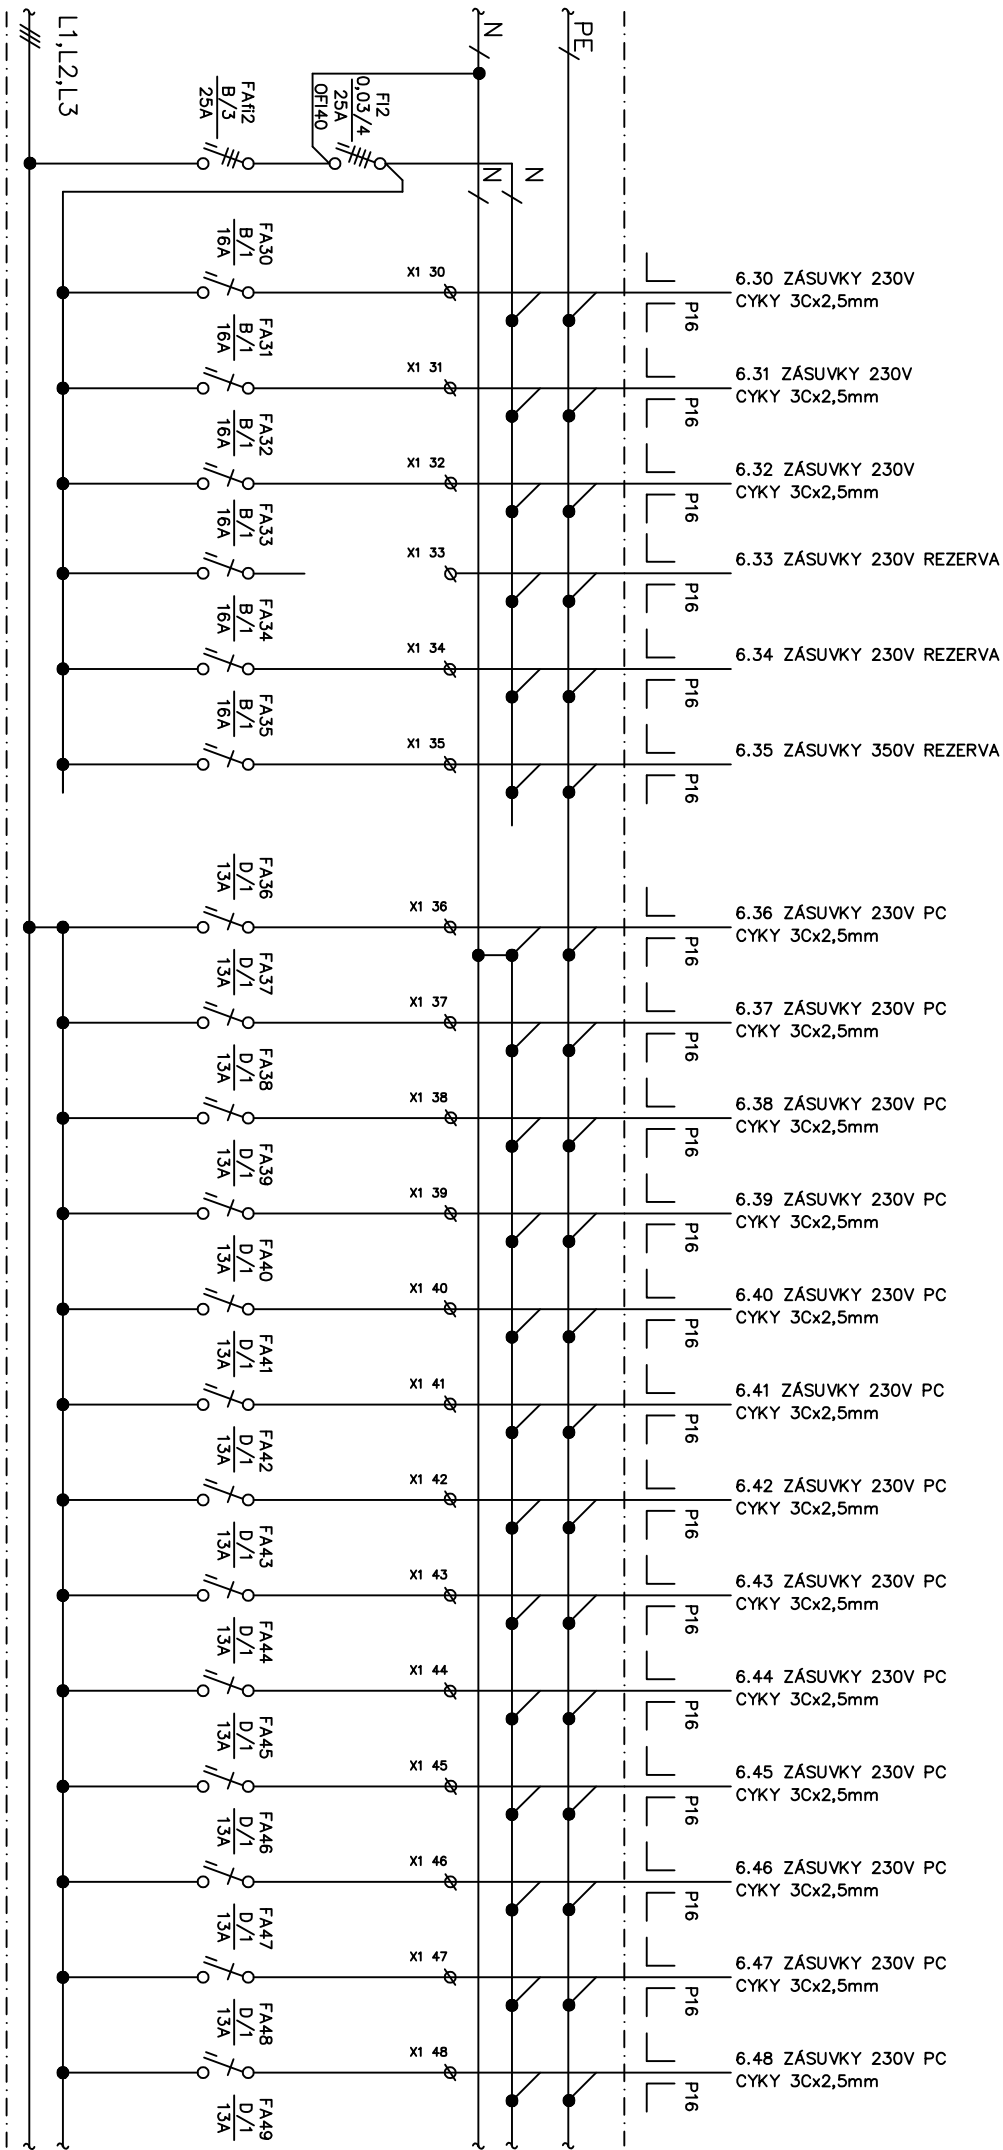 L1,L2,L3
N
PE
FAfi2
B/3
25A
FI2
0,03/4
25A
OFI40
N
N
FA30
B/1
16A
X1 30
P16
6.30 ZÁSUVKY 230V
CYKY 3Cx2,5mm
FA31
B/1
16A
X1 31
P16
6.31 ZÁSUVKY 230V
CYKY 3Cx2,5mm
FA32
B/1
16A
X1 32
P16
6.32 ZÁSUVKY 230V
CYKY 3Cx2,5mm
FA33
B/1
16A
X1 33
P16
6.33 ZÁSUVKY 230V REZERVA
FA34
B/1
16A
X1 34
P16
6.34 ZÁSUVKY 230V REZERVA
FA35
B/1
16A
X1 35
P16
6.35 ZÁSUVKY 350V REZERVA
FA36
D/1
13A
X1 36
P16
6.36 ZÁSUVKY 230V PC
CYKY 3Cx2,5mm
FA37
D/1
13A
X1 37
P16
6.37 ZÁSUVKY 230V PC
CYKY 3Cx2,5mm
FA38
D/1
13A
X1 38
P16
6.38 ZÁSUVKY 230V PC
CYKY 3Cx2,5mm
FA39
D/1
13A
X1 39
P16
6.39 ZÁSUVKY 230V PC
CYKY 3Cx2,5mm
FA40
D/1
13A
X1 40
P16
6.40 ZÁSUVKY 230V PC
CYKY 3Cx2,5mm
FA41
D/1
13A
X1 41
P16
6.41 ZÁSUVKY 230V PC
CYKY 3Cx2,5mm
FA42
D/1
13A
X1 42
P16
6.42 ZÁSUVKY 230V PC
CYKY 3Cx2,5mm
FA43
D/1
13A
X1 43
P16
6.43 ZÁSUVKY 230V PC
CYKY 3Cx2,5mm
FA44
D/1
13A
X1 44
P16
6.44 ZÁSUVKY 230V PC
CYKY 3Cx2,5mm
FA45
D/1
13A
X1 45
P16
6.45 ZÁSUVKY 230V PC
CYKY 3Cx2,5mm
FA46
D/1
13A
X1 46
P16
6.46 ZÁSUVKY 230V PC
CYKY 3Cx2,5mm
FA47
D/1
13A
X1 47
P16
6.47 ZÁSUVKY 230V PC
CYKY 3Cx2,5mm
FA48
D/1
13A
X1 48
P16
6.48 ZÁSUVKY 230V PC
CYKY 3Cx2,5mm
FA49
D/1
13A